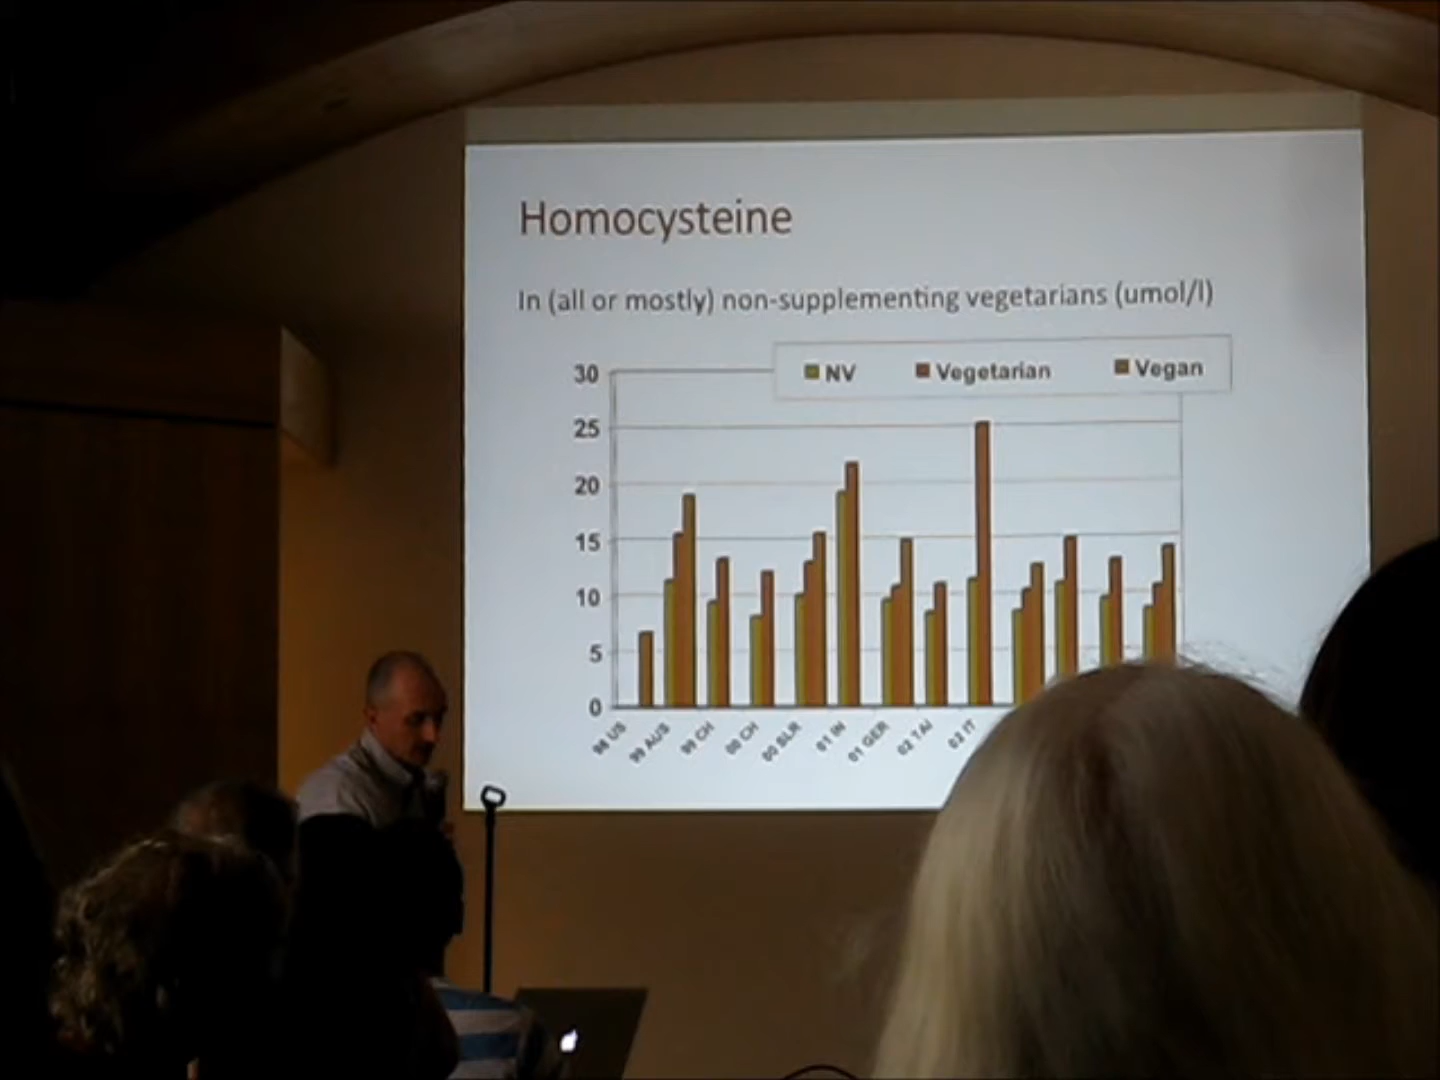 Homocysteine
In (all or mostly) non-supplementing vegetarians (umol/l)
NV Vegetarian Vegan
30
25
20
15
10
5
0
98 US 99 AUS 99 CH 00 CH 00 SLR 01 IN 01 GER 02 TAI 03 IT